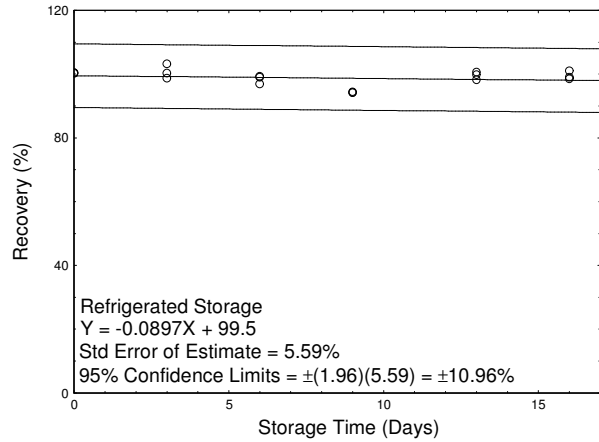 120
80
40
0
Recovery (%)
Refrigerated Storage
Y = -0.0897X + 99.5
Std Error of Estimate = 5.59%
95% Confidence Limits = ±(1.96)(5.59) = ±10.96%
0 5 10 15
Storage Time (Days)